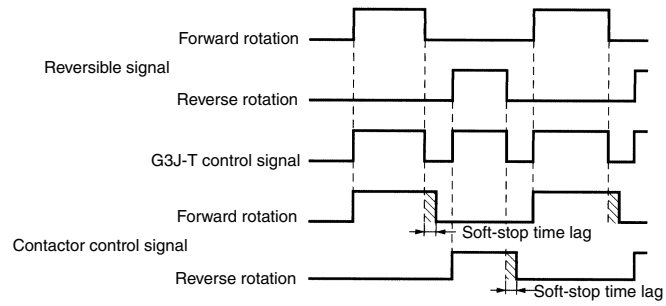 Forward rotation
Reversible signal
Reverse rotation
G3J-T control signal
Forward rotation
Soft-stop time lag
Contactor control signal
Reverse rotation
Soft-stop time lag